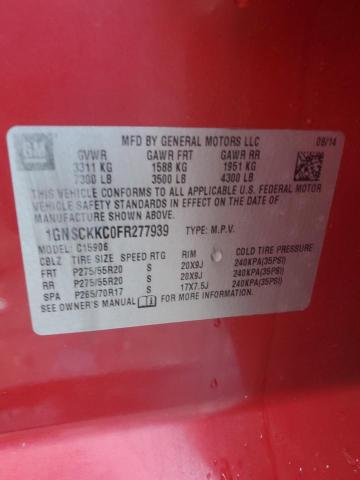 GM
MFD BY GENERAL MOTORS LLC 08/14
GVWR GAWR FRT GAWR RR
3311 KG 1588 KG 1951 KG
7300 LB 3500 LB 4300 LB
THIS VEHICLE CONFORMS TO ALL APPLICABLE U.S. FEDERAL MOTOR
VEHICLE SAFETY STANDARDS IN EFFECT ON THE DATE OF
MANUFACTURE SHOWN ABOVE.
1GNSCKKC0FR277939 TYPE: M.P.V.
MODEL: C15906
TIRE SIZE SPEED RTG RIM COLD TIRE PRESSURE
FRT P275/55R20 S 20X9J 240KPA(35PSI)
RR P275/55R20 S 20X9J 240KPA(35PSI)
SPA P265/70R17 S 17X7.5J 240KPA(35PSI)
SEE OWNER'S MANUAL FOR MORE INFORMATION.